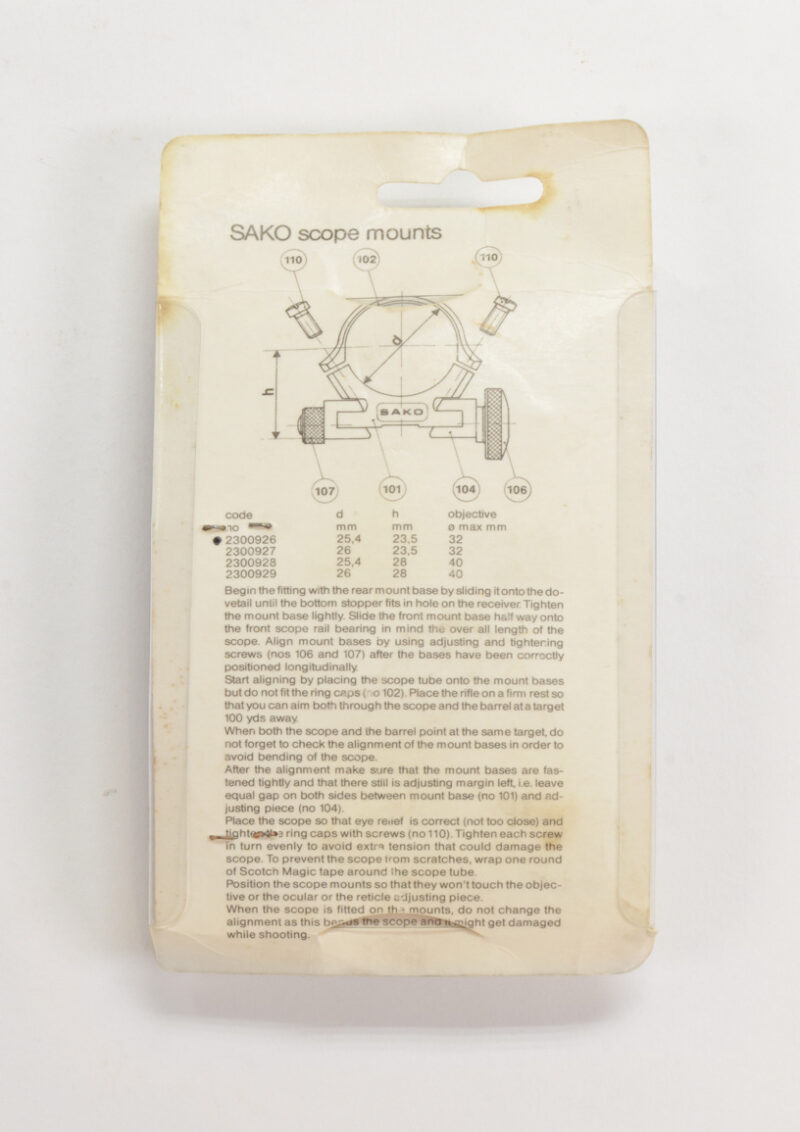 SAKO scope mounts
110 102 110
d
h
SAKO
107 101 104 106
code d h objective
no mm mm ø max mm
2300926 25,4 23,5 32
2300927 26 23,5 32
2300928 25,4 28 40
2300929 26 28 40
Begin the fitting with the rear mount base by sliding it onto the do-
vetail until the bottom stopper fits in hole on the receiver. Tighten
the mount base lightly. Slide the front mount base half way onto
the front scope rail bearing in mind the over all length of the
scope. Align mount bases by using adjusting and tightening
screws (nos 106 and 107) after the bases have been correctly
positioned longitudinally.
Start aligning by placing the scope tube onto the mount bases
but do not fit the ring caps (no 102). Place the rifle on a firm rest so
that you can aim both through the scope and the barrel at a target
100 yds away.
When both the scope and the barrel point at the same target, do
not forget to check the alignment of the mount bases in order to
avoid bending of the scope.
After the alignment make sure that the mount bases are fas-
tened tightly and that there still is adjusting margin left, i.e. leave
equal gap on both sides between mount base (no 101) and ad-
justing piece (no 104).
Place the scope so that eye relief is correct (not too close) and
ring caps with screws (no 110). Tighten each screw
in turn evenly to avoid extra tension that could damage the
scope. To prevent the scope from scratches, wrap one round
of Scotch Magic tape around the scope tube.
Position the scope mounts so that they won't touch the objec-
tive or the ocular or the reticle adjusting piece.
When the scope is fitted on the mounts, do not change the
alignment as this bends the scope and it might get damaged
while shooting.